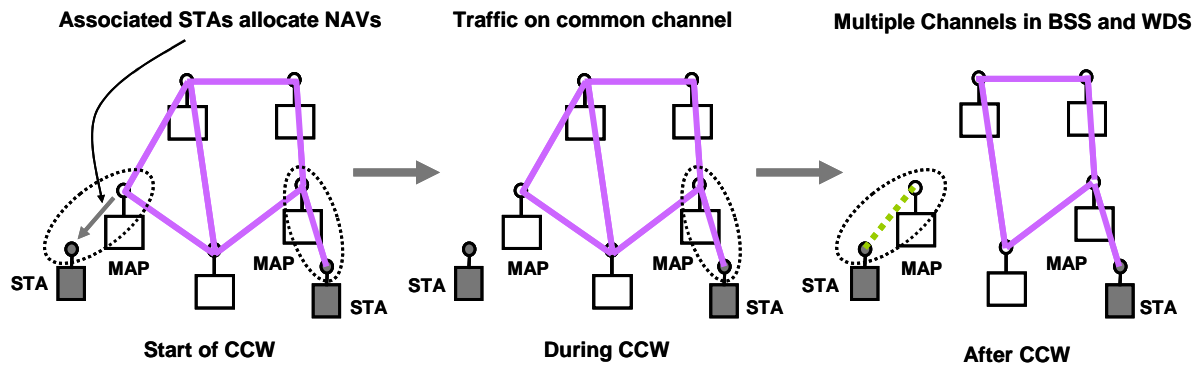 Associated STAs allocate NAVs
Traffic on common channel
Multiple Channels in BSS and WDS
STA
MAP
MAP
STA
STA
MAP
MAP
STA
STA
MAP
MAP
STA
Start of CCW
During CCW
After CCW